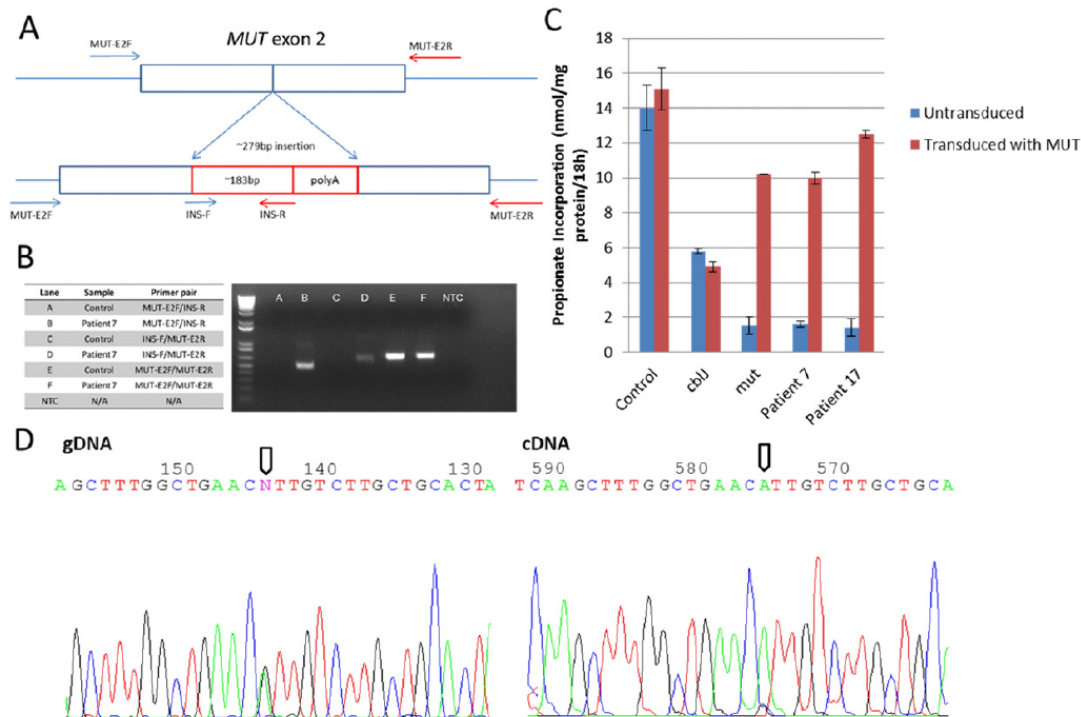 A
MUT exon 2
MUT-E2F
MUT-E2R
~279bp insertion
~183bp
polyA
MUT-E2F
INS-F
INS-R
MUT-E2R
B
Lane Sample Primer pair
A Control MUT-E2F/INS-R
B Patient 7 MUT-E2F/INS-R
C Control INS-F/MUT-E2R
D Patient 7 INS-F/MUT-E2R
E Control MUT-E2F/MUT-E2R
F Patient 7 MUT-E2F/MUT-E2R
NTC N/A N/A
A B C D E F NTC
C
Propionate Incorporation (nmol/mg
protein/18h)
18
16
14
12
10
8
6
4
2
0
Control
cblJ
mut
Patient 7
Patient 17
Untransduced
Transduced with MUT
D
gDNA
150 140 130
AGCTTTGGCTGAACNTTGTCTTGCTGCACTA
cDNA
590 580 570
TCAAGCTTTGGCTGAACATTGTCTTGCTGCA